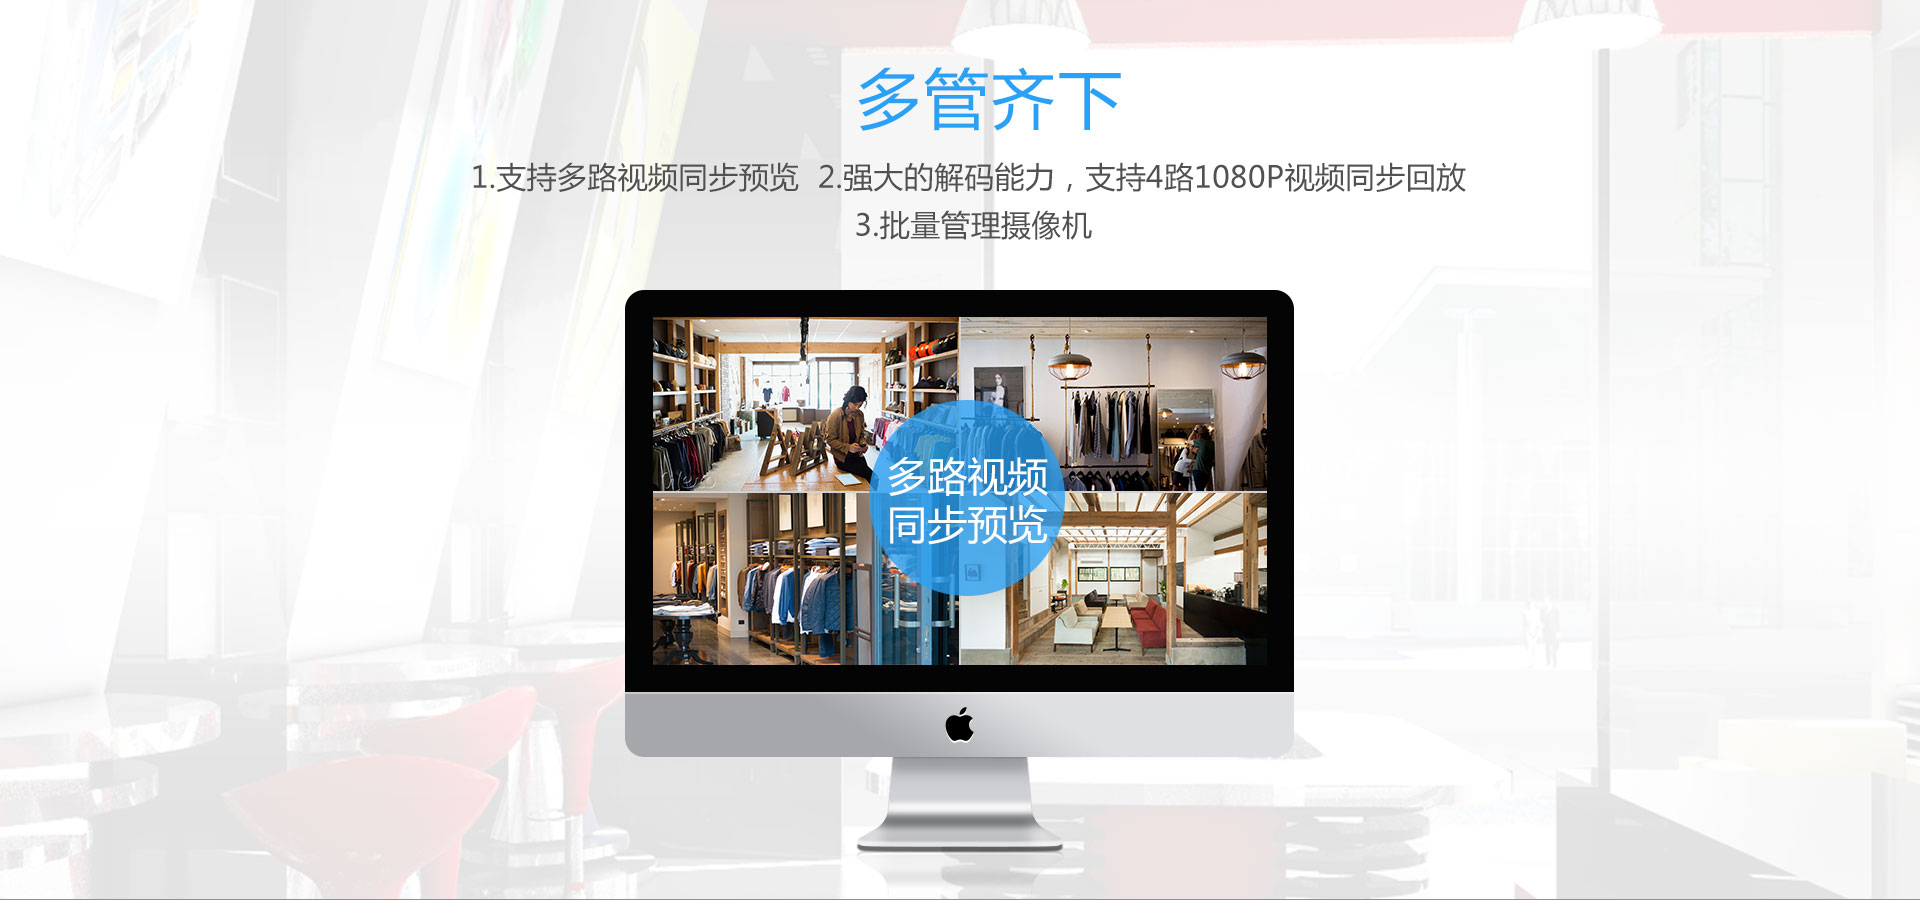 多管齐下
1.支持多路视频同步预览  2.强大的解码能力，支持4路1080P视频同步回放
3.批量管理摄像机
多路视频
同步预览